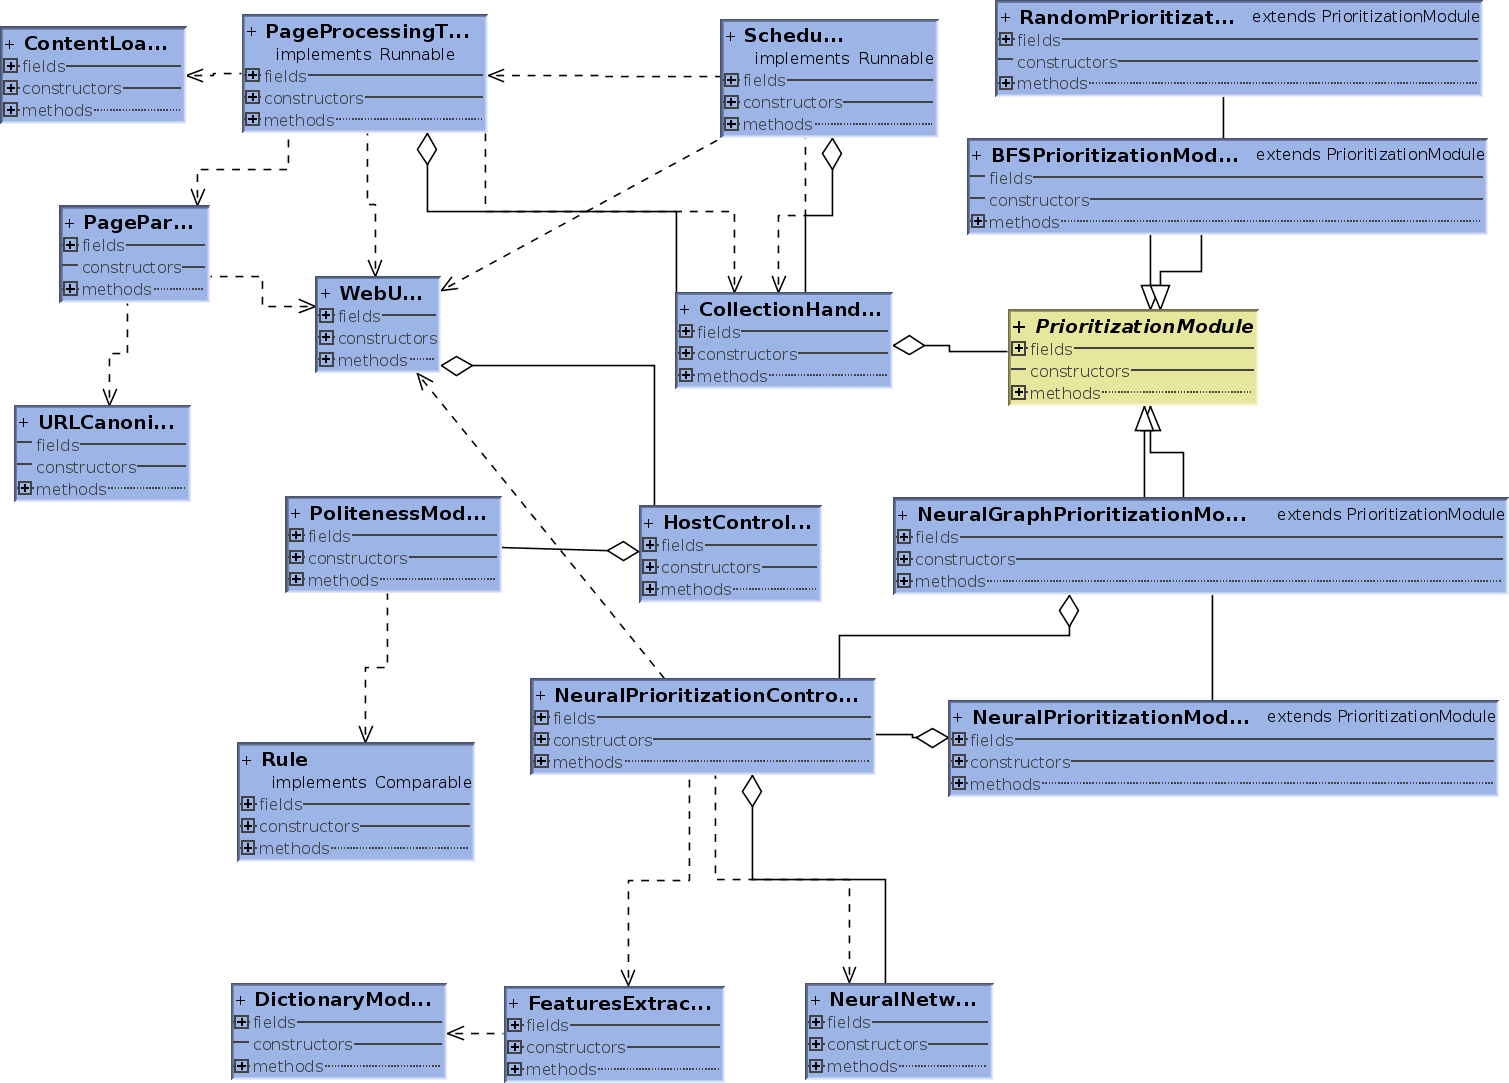 + ContentLoa...
fields
constructors
methods
+ PageProcessingT...
implements Runnable
fields
constructors
methods
+ Schedu...
implements Runnable
fields
constructors
methods
+ RandomPrioritizat... extends PrioritizationModule
fields
constructors
methods
+ BFSPrioritizationMod... extends PrioritizationModule
fields
constructors
methods
+ PagePar...
fields
constructors
methods
+ WebU...
fields
constructors
methods
+ CollectionHand...
fields
constructors
methods
+ PrioritizationModule
fields
constructors
methods
+ URLCanoni...
fields
constructors
methods
+ PolitenessMod...
fields
constructors
methods
+ HostControl...
fields
constructors
methods
+ NeuralGraphPrioritizationMo... extends PrioritizationModule
fields
constructors
methods
+ NeuralPrioritizationContro...
fields
constructors
methods
+ NeuralPrioritizationMod... extends PrioritizationModule
fields
constructors
methods
+ Rule
implements Comparable
fields
constructors
methods
+ DictionaryMod...
fields
constructors
methods
+ FeaturesExtrac...
fields
constructors
methods
+ NeuralNetw...
fields
constructors
methods